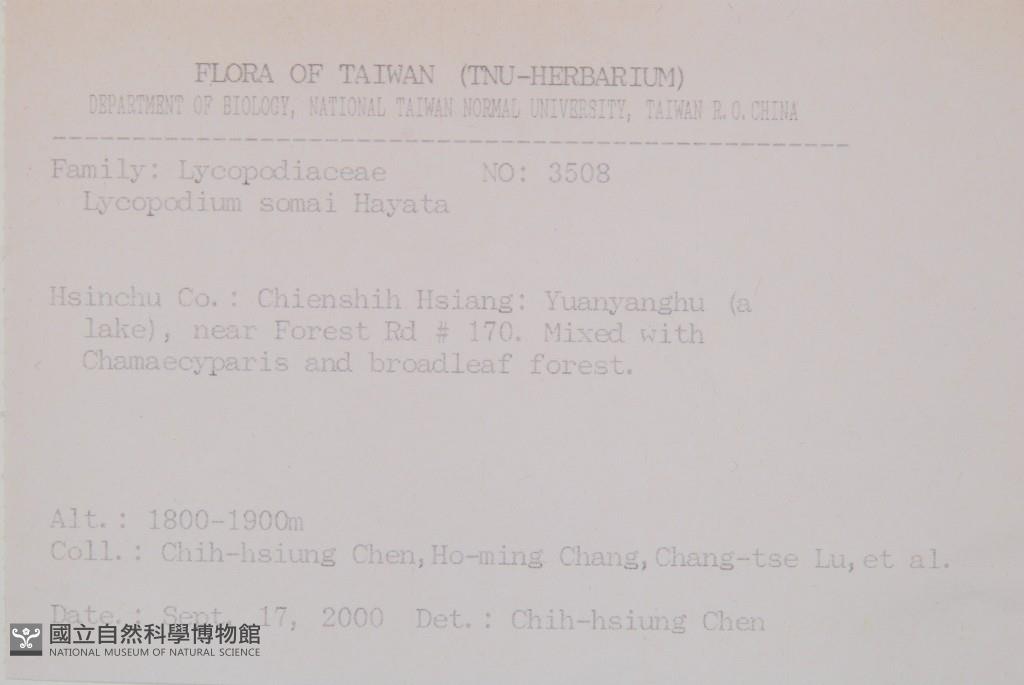 FLORA OF TAIWAN (TNU-HERBARIUM)
DEPARTMENT OF BIOLOGY, NATIONAL TAIWAN NORMAL UNIVERSITY, TAIWAN R.O.CHINA
Family: Lycopodiaceae NO: 3508
Lycopodium somai Hayata
Hsinchu Co.: Chienshih Hsiang: Yuanyanghu (a
lake), near Forest Rd # 170. Mixed with
Chamaecyparis and broadleaf forest.
Alt.: 1800-1900m
Coll.: Chih-hsiung Chen,Ho-ming Chang,Chang-tse Lu,et al.
Date.: Sept. 17, 2000 Det.: Chih-hsiung Chen
國立自然科學博物館
NATIONAL MUSEUM OF NATURAL SCIENCE